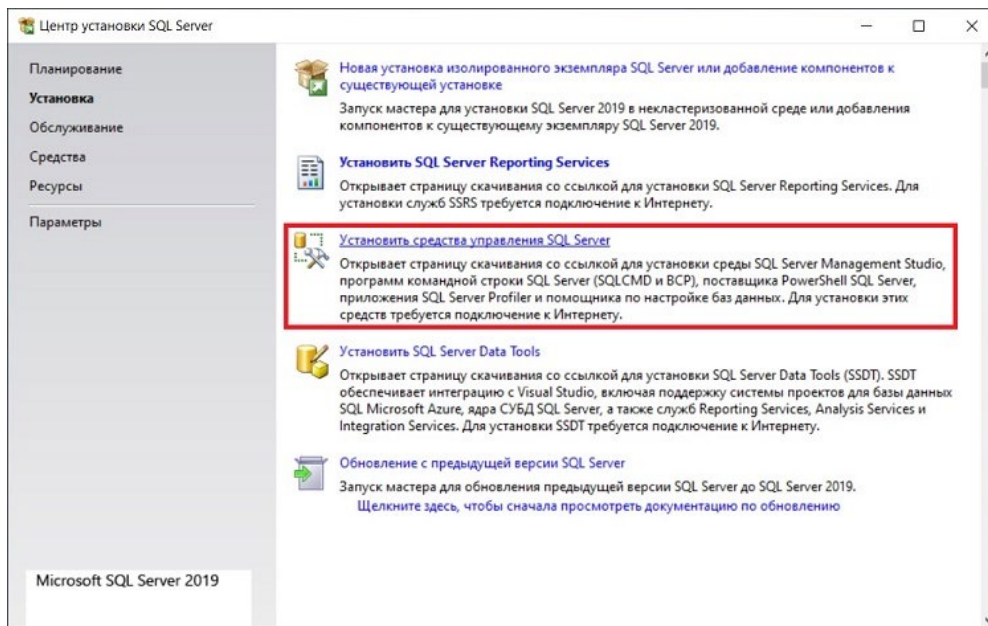 Центр установки SQL Server
Планирование
Установка
Обслуживание
Средства
Ресурсы
Параметры
Microsoft SQL Server 2019
Новая установка изолированного экземпляра SQL Server или добавление компонентов к
существующей установке
Запуск мастера для установки SQL Server 2019 в некластеризованной среде или добавления
компонентов к существующему экземпляру SQL Server 2019.
Установить SQL Server Reporting Services
Открывает страницу скачивания со ссылкой для установки SQL Server Reporting Services. Для
установки служб SSRS требуется подключение к Интернету.
Установить средства управления SQL Server
Открывает страницу скачивания со ссылкой для установки среды SQL Server Management Studio,
программ командной строки SQL Server (SQLCMD и BCP), поставщика PowerShell SQL Server,
приложения SQL Server Profiler и помощника по настройке баз данных. Для установки этих
средств требуется подключение к Интернету.
Установить SQL Server Data Tools
Открывает страницу скачивания со ссылкой для установки SQL Server Data Tools (SSDT). SSDT
обеспечивает интеграцию с Visual Studio, включая поддержку системы проектов для базы данных
SQL Microsoft Azure, ядра СУБД SQL Server, а также служб Reporting Services, Analysis Services и
Integration Services. Для установки SSDT требуется подключение к Интернету.
Обновление с предыдущей версии SQL Server
Запуск мастера для обновления предыдущей версии SQL Server до SQL Server 2019.
Щелкните здесь, чтобы сначала просмотреть документацию по обновлению